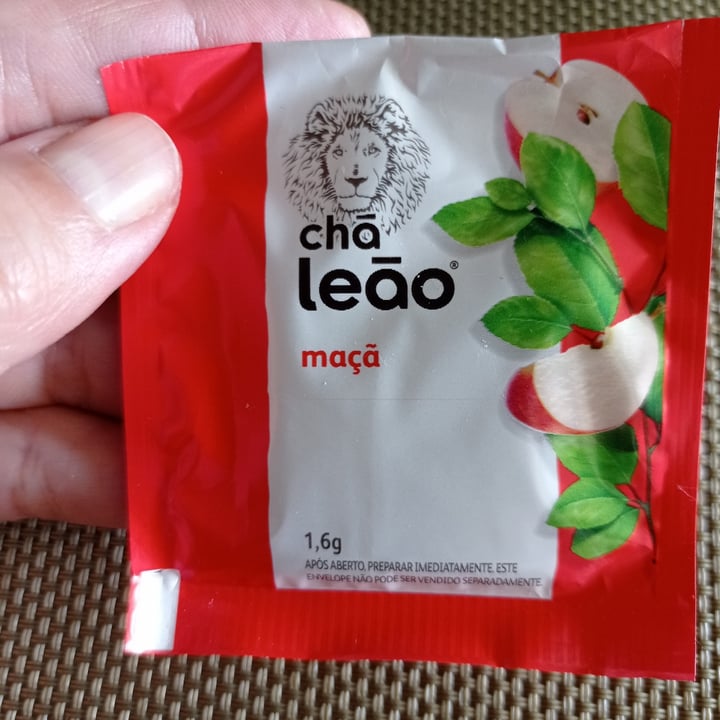 chá
leão®
maçã
1,6g
APÓS ABERTO, PREPARAR IMEDIATAMENTE. ESTE
ENVELOPE NÃO PODE SER VENDIDO SEPARADAMENTE.